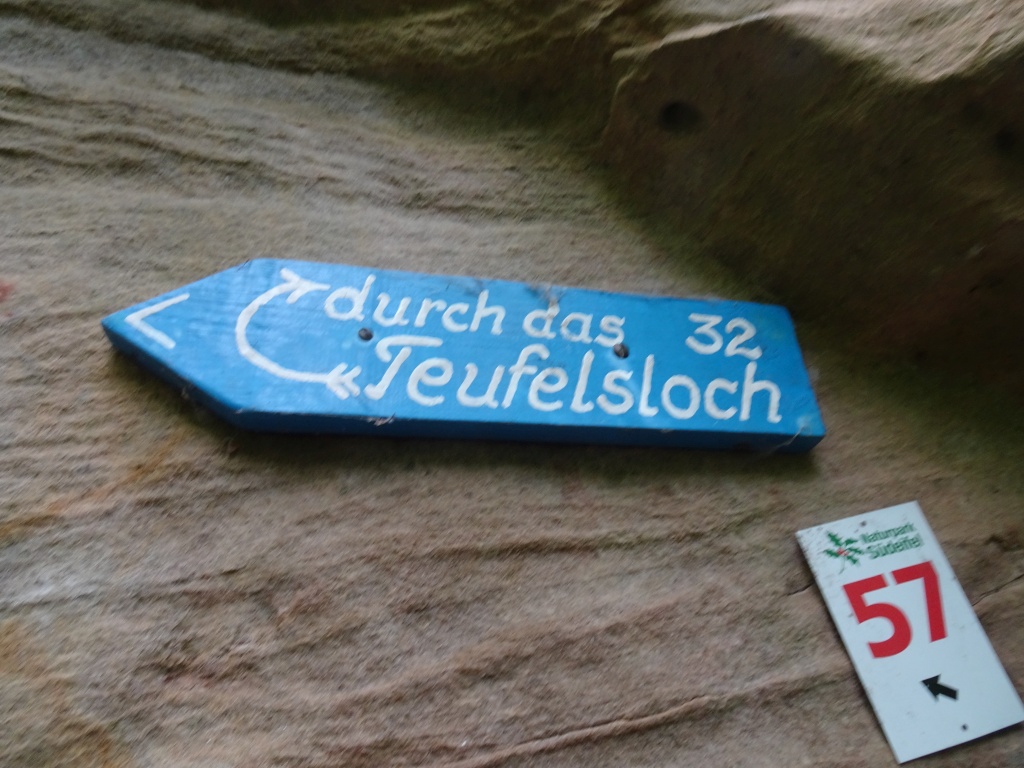 durch das 32
Teufelsloch
Naturpark
Südeifel
57